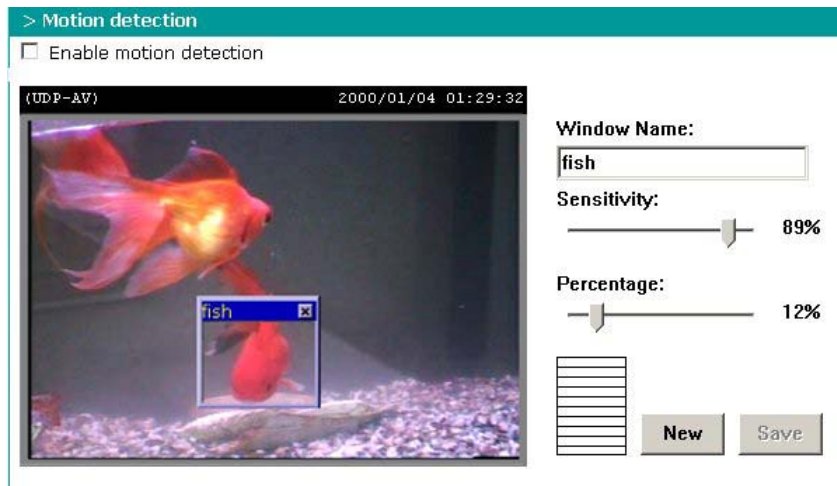 > Motion detection
Enable motion detection
(UDP-AV) 2000/01/04 01:29:32
Window Name:
fish
Sensitivity:
89%
Percentage:
12%
fish
New Save